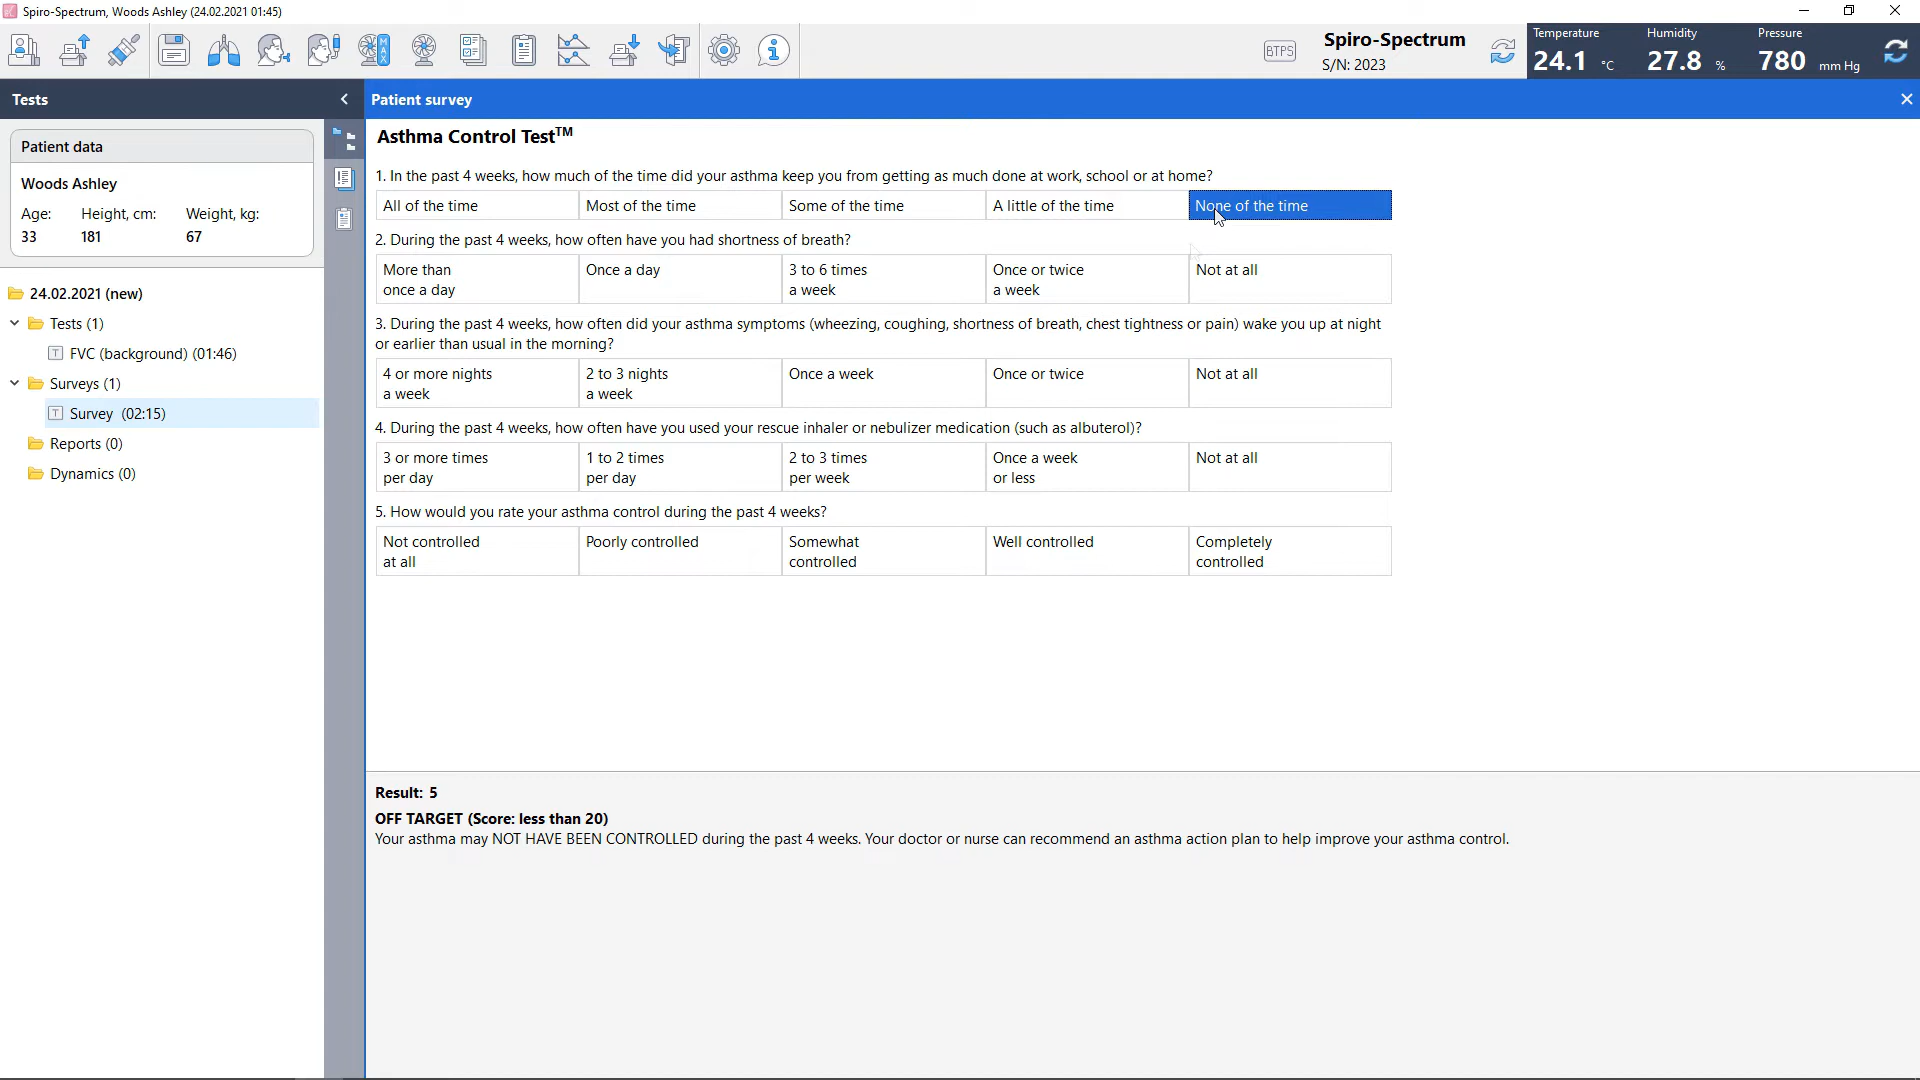 Spiro-Spectrum, Woods Ashley (24.02.2021 01:45)
MAX
BTPS
Spiro-Spectrum
S/N: 2023
Temperature
24.1 °C
Humidity
27.8 %
Pressure
780 mm Hg
Tests
Patient data
Woods Ashley
Age: Height, cm: Weight, kg:
33 181 67
24.02.2021 (new)
Tests (1)
T FVC (background) (01:46)
Surveys (1)
T Survey (02:15)
Reports (0)
Dynamics (0)
Patient survey
Asthma Control Test™
1. In the past 4 weeks, how much of the time did your asthma keep you from getting as much done at work, school or at home?
All of the time Most of the time Some of the time A little of the time None of the time
2. During the past 4 weeks, how often have you had shortness of breath?
More than once a day
Once a day
3 to 6 times a week
Once or twice a week
Not at all
3. During the past 4 weeks, how often did your asthma symptoms (wheezing, coughing, shortness of breath, chest tightness or pain) wake you up at night
or earlier than usual in the morning?
4 or more nights a week
2 to 3 nights a week
Once a week
Once or twice
Not at all
4. During the past 4 weeks, how often have you used your rescue inhaler or nebulizer medication (such as albuterol)?
3 or more times per day
1 to 2 times per day
2 to 3 times per week
Once a week or less
Not at all
5. How would you rate your asthma control during the past 4 weeks?
Not controlled at all
Poorly controlled
Somewhat controlled
Well controlled
Completely controlled
Result: 5
OFF TARGET (Score: less than 20)
Your asthma may NOT HAVE BEEN CONTROLLED during the past 4 weeks. Your doctor or nurse can recommend an asthma action plan to help improve your asthma control.